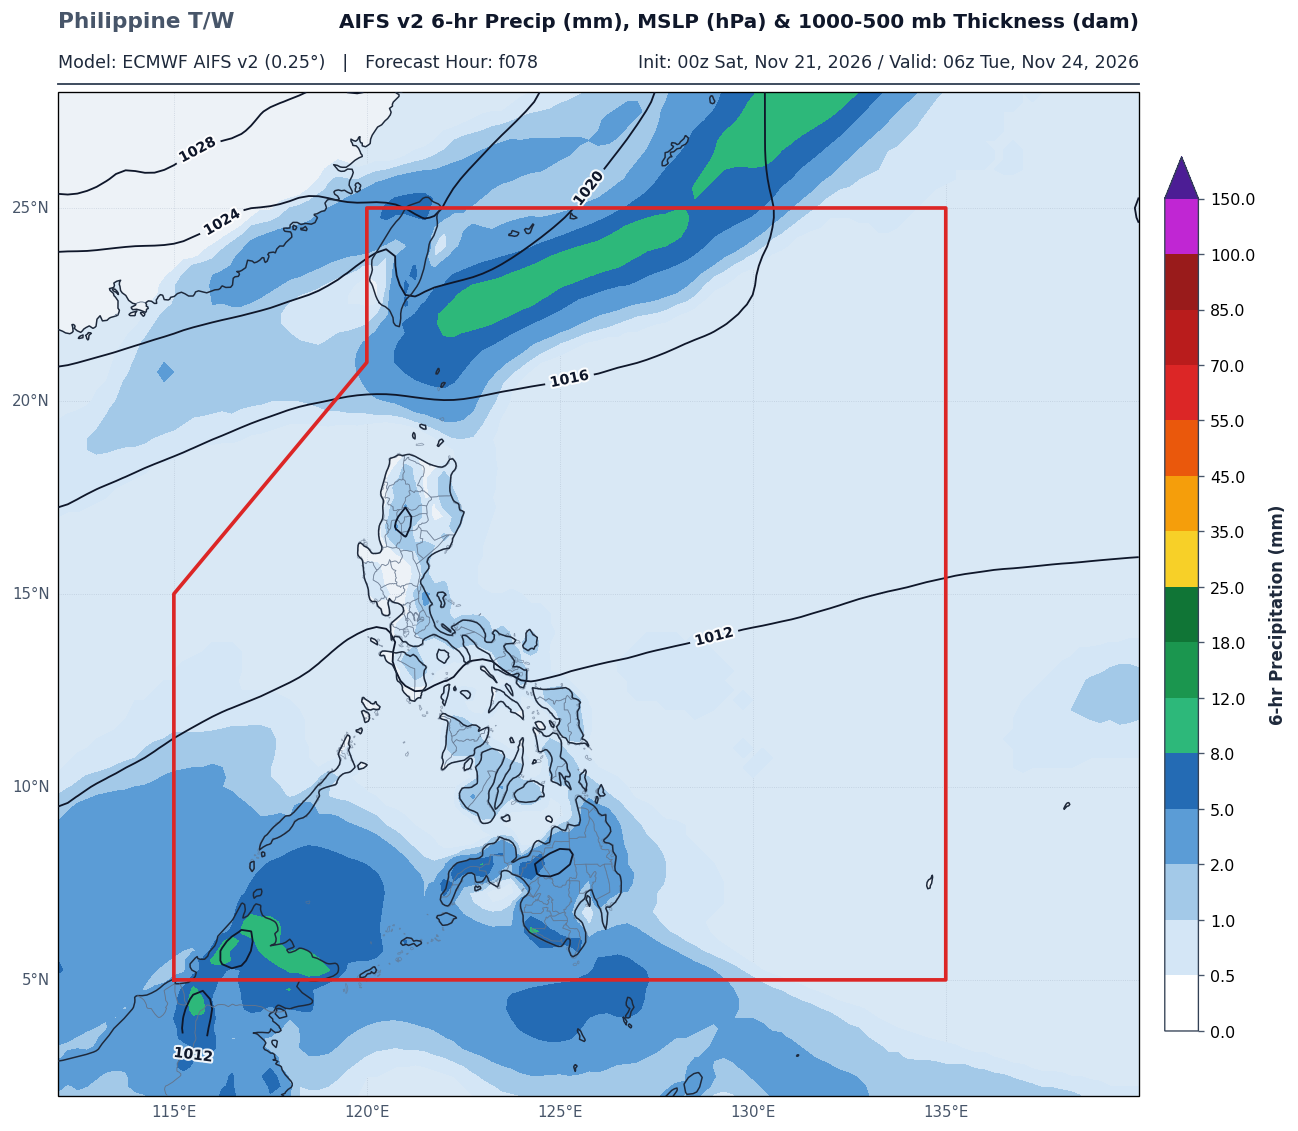 Philippine T/W
AIFS v2 6-hr Precip (mm), MSLP (hPa) & 1000-500 mb Thickness (dam)
Model: ECMWF AIFS v2 (0.25°) | Forecast Hour: f078
Init: 00z Sat, Nov 21, 2026 / Valid: 06z Tue, Nov 24, 2026
1028
1024
1020
1016
1012
1012
25°N
20°N
15°N
10°N
5°N
115°E
120°E
125°E
130°E
135°E
150.0
100.0
85.0
70.0
55.0
45.0
35.0
25.0
18.0
12.0
8.0
5.0
2.0
1.0
0.5
0.0
6-hr Precipitation (mm)